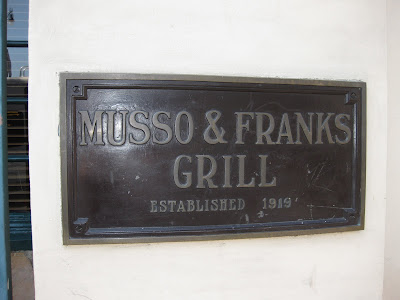 MUSSO & FRANKS
GRILL
ESTABLISHED 1919